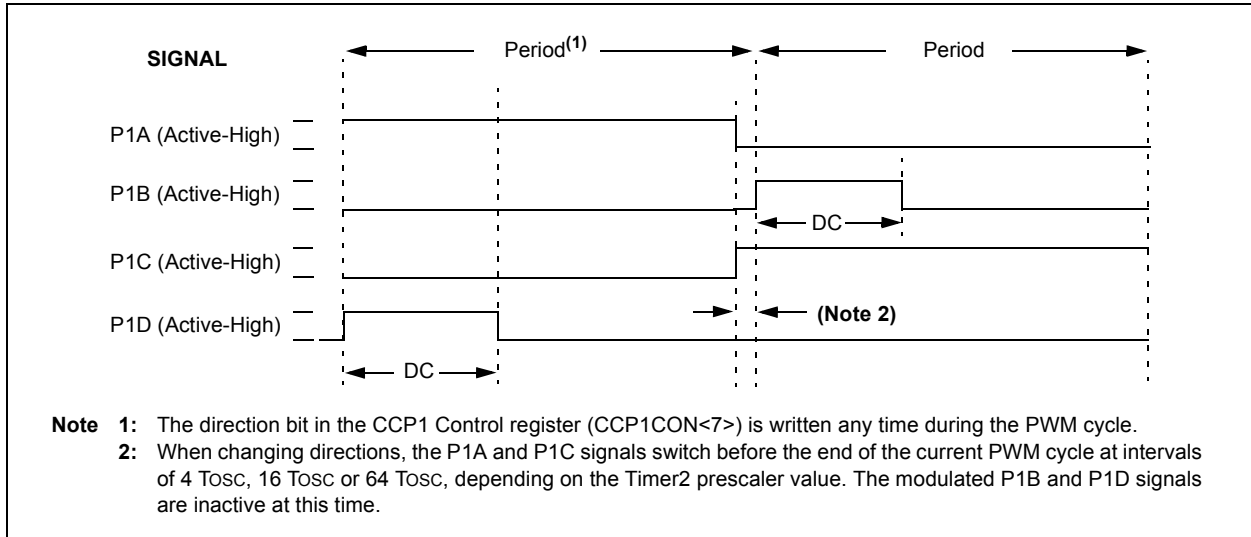 SIGNAL
Period(1)
Period
P1A (Active-High)
P1B (Active-High)
DC
P1C (Active-High)
P1D (Active-High)
(Note 2)
DC
Note 1: The direction bit in the CCP1 Control register (CCP1CON<7>) is written any time during the PWM cycle.
2: When changing directions, the P1A and P1C signals switch before the end of the current PWM cycle at intervals
of 4 TOSC, 16 TOSC or 64 TOSC, depending on the Timer2 prescaler value. The modulated P1B and P1D signals
are inactive at this time.